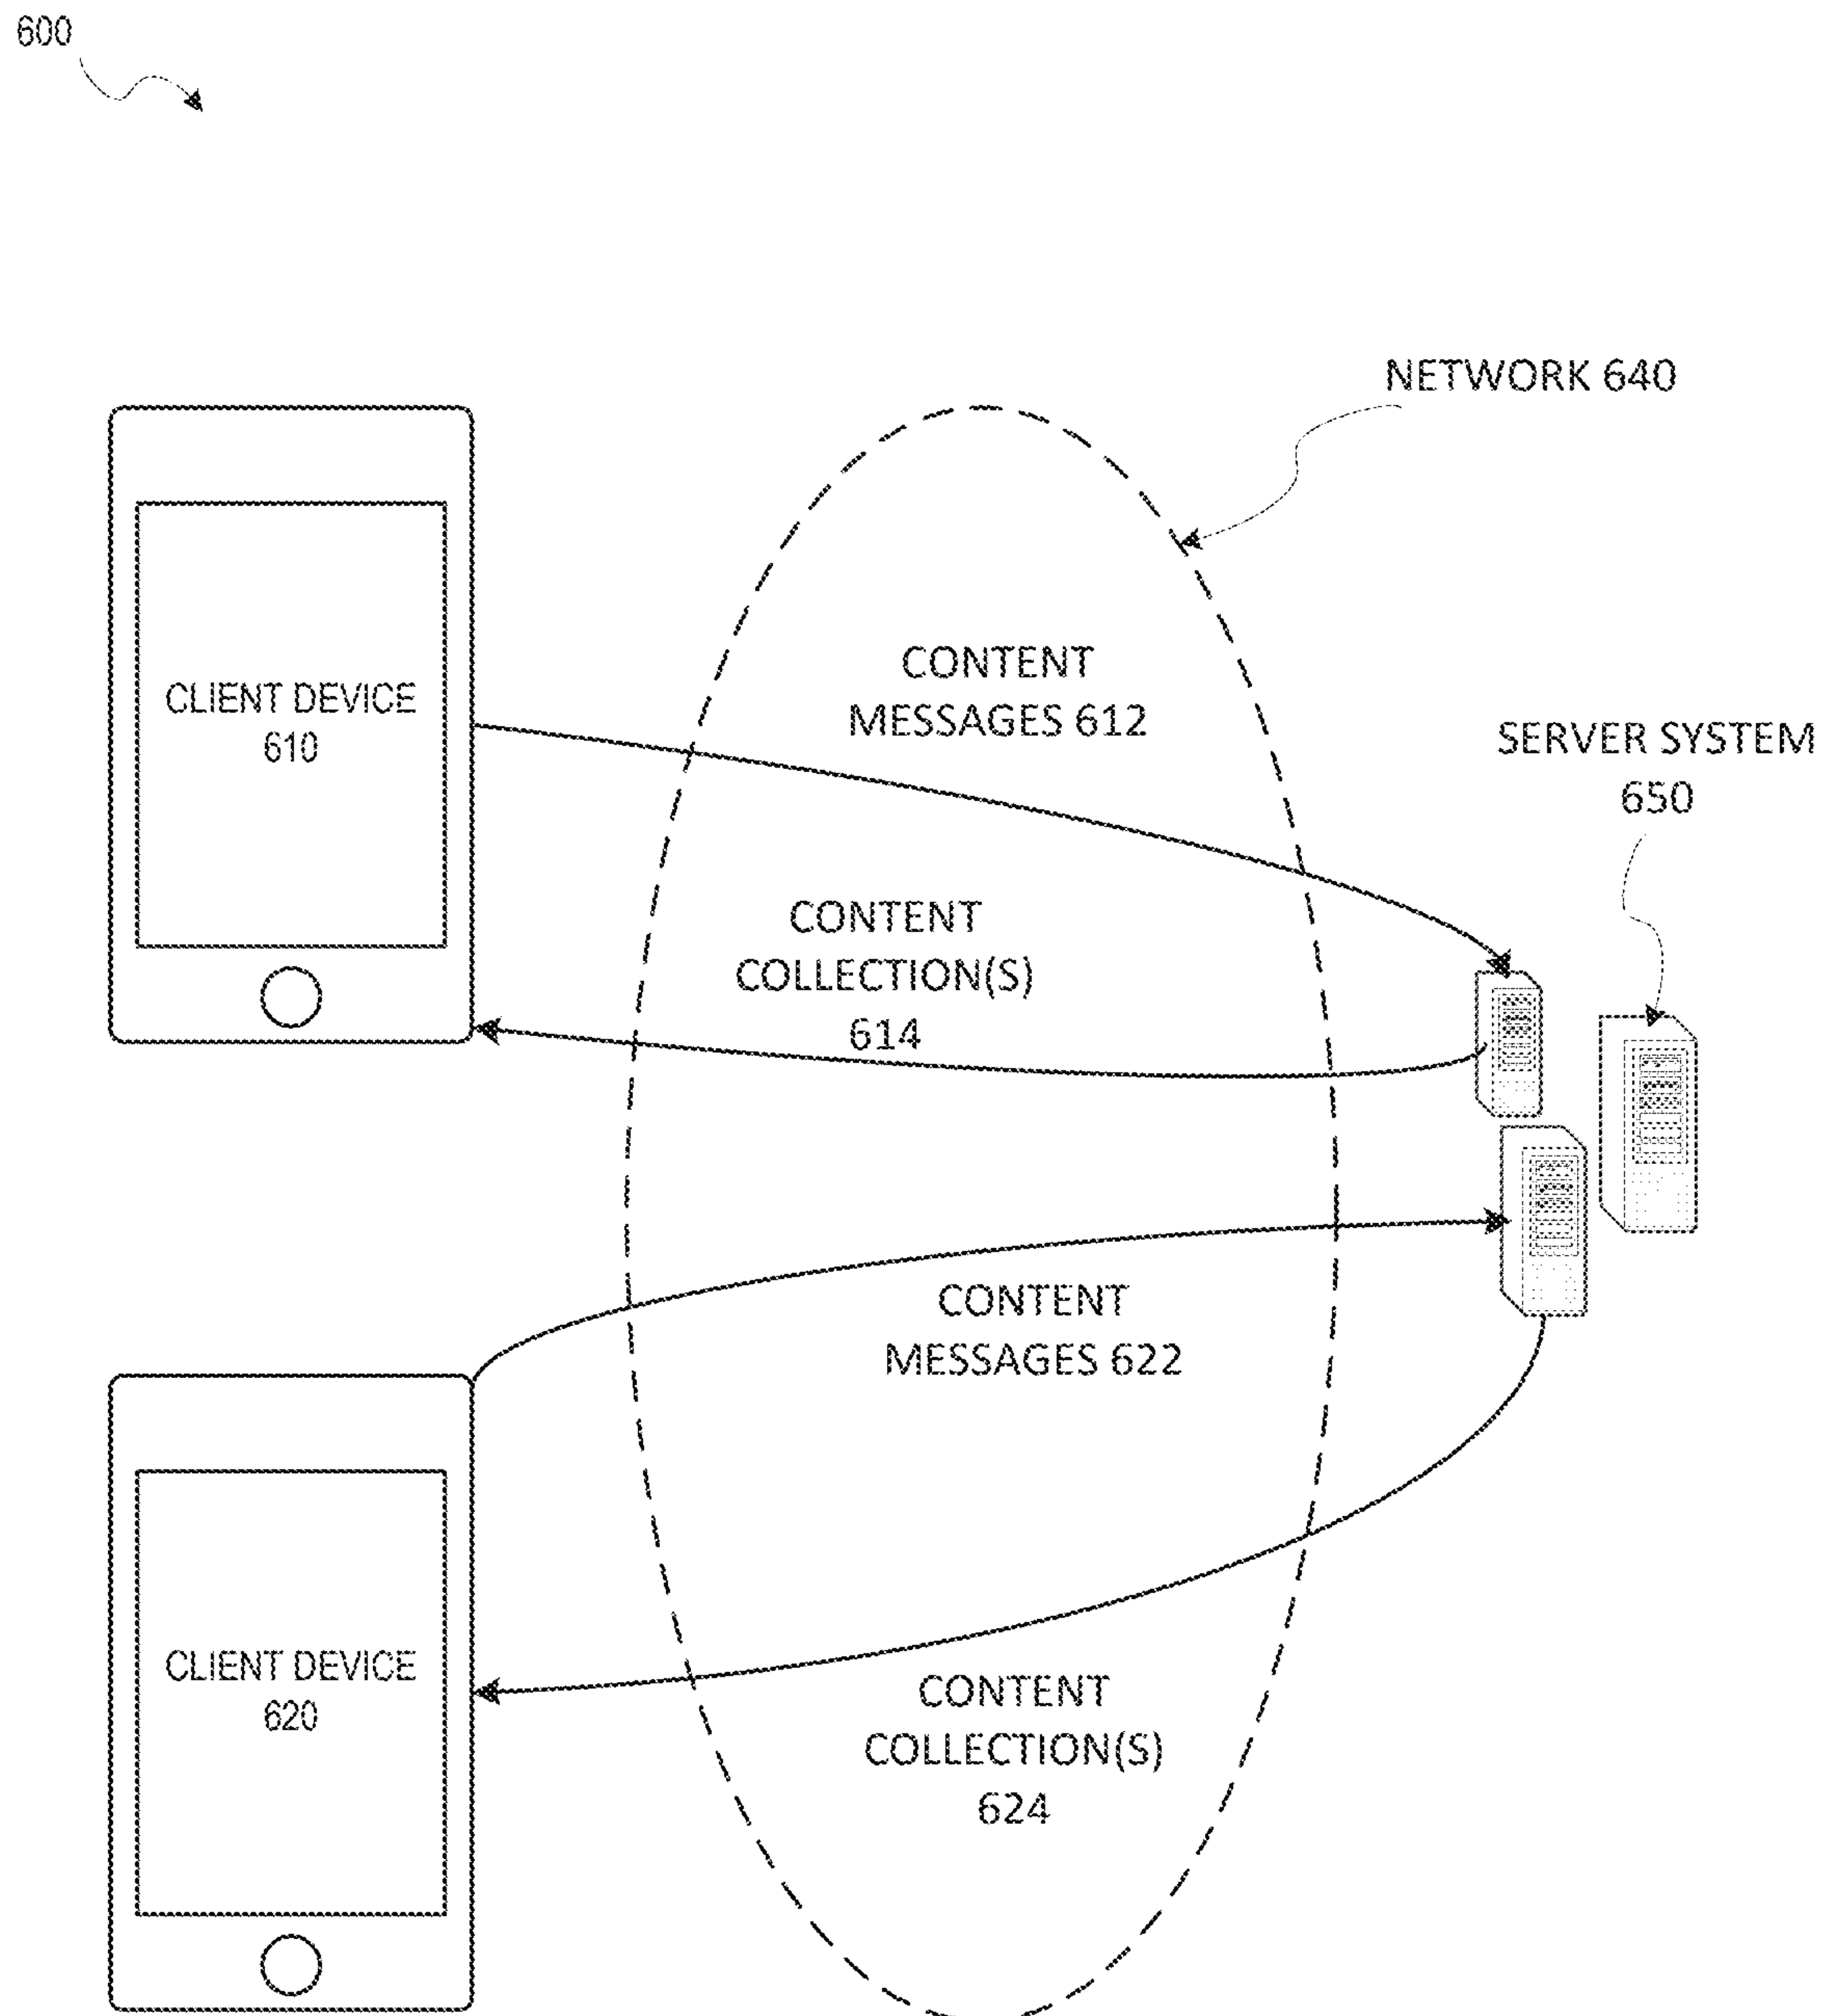 600
NETWORK 640
CONTENT
MESSAGES 612
CLIENT DEVICE
610
SERVER SYSTEM
650
CONTENT
COLLECTION(S)
614
CONTENT
MESSAGES 622
CLIENT DEVICE
620
CONTENT
COLLECTION(S)
624